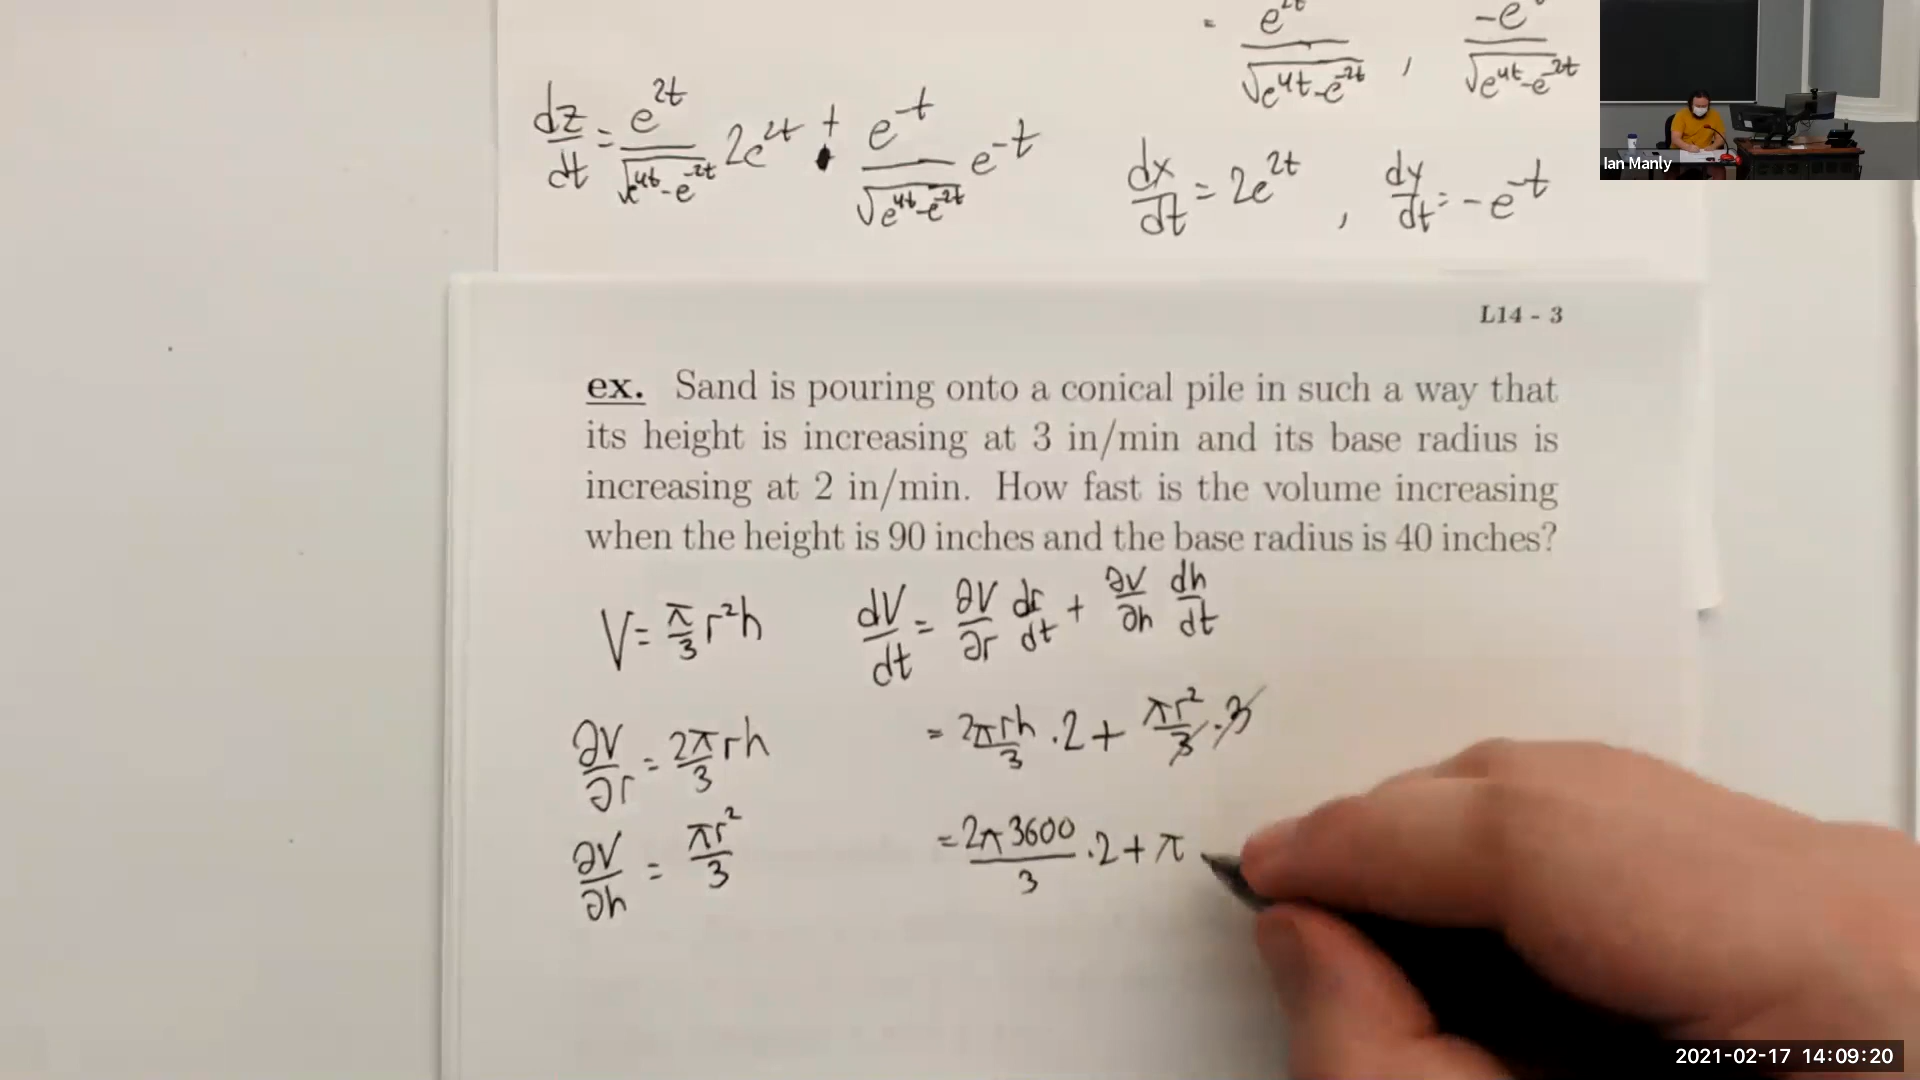 = e^{2t} / √(e^{4t}-e^{-2t}) , -e / √(e^{4t}-e^{-2t})
dz/dt = e^{2t} / √(e^{4t}-e^{-2t}) 2e^{2t} + e^{-t} / √(e^{4t}-e^{-2t}) e^{-t}
dx/dt = 2e^{2t} , dy/dt = -e^{-t}
Ian Manly
L14 - 3
ex. Sand is pouring onto a conical pile in such a way that
its height is increasing at 3 in/min and its base radius is
increasing at 2 in/min. How fast is the volume increasing
when the height is 90 inches and the base radius is 40 inches?
V = π/3 r²h
dV/dt = ∂V/∂r dr/dt + ∂V/∂h dh/dt
∂V/∂r = 2π/3 rh
= 2πrh/3 · 2 + πr²/3 · 3
∂V/∂h = πr²/3
= 2π 3600/3 · 2 + π
2021-02-17 14:09:20